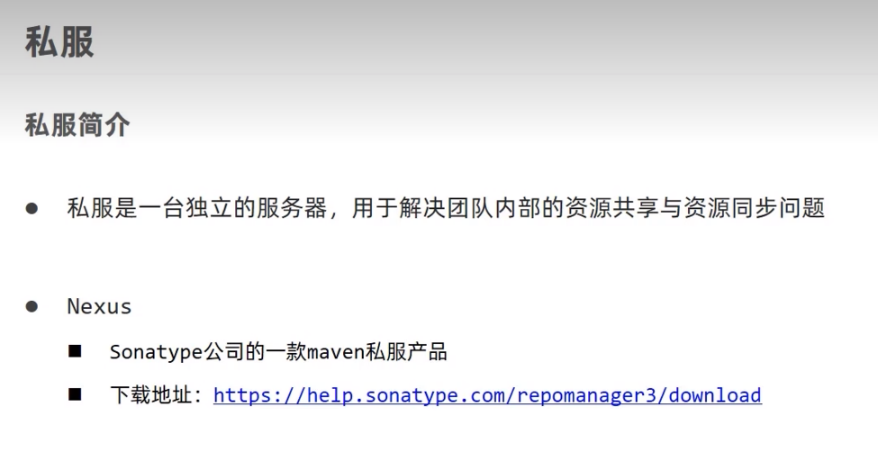 私服
私服简介
● 私服是一台独立的服务器，用于解决团队内部的资源共享与资源同步问题
● Nexus
■ Sonatype公司的一款maven私服产品
■ 下载地址：https://help.sonatype.com/repomanager3/download